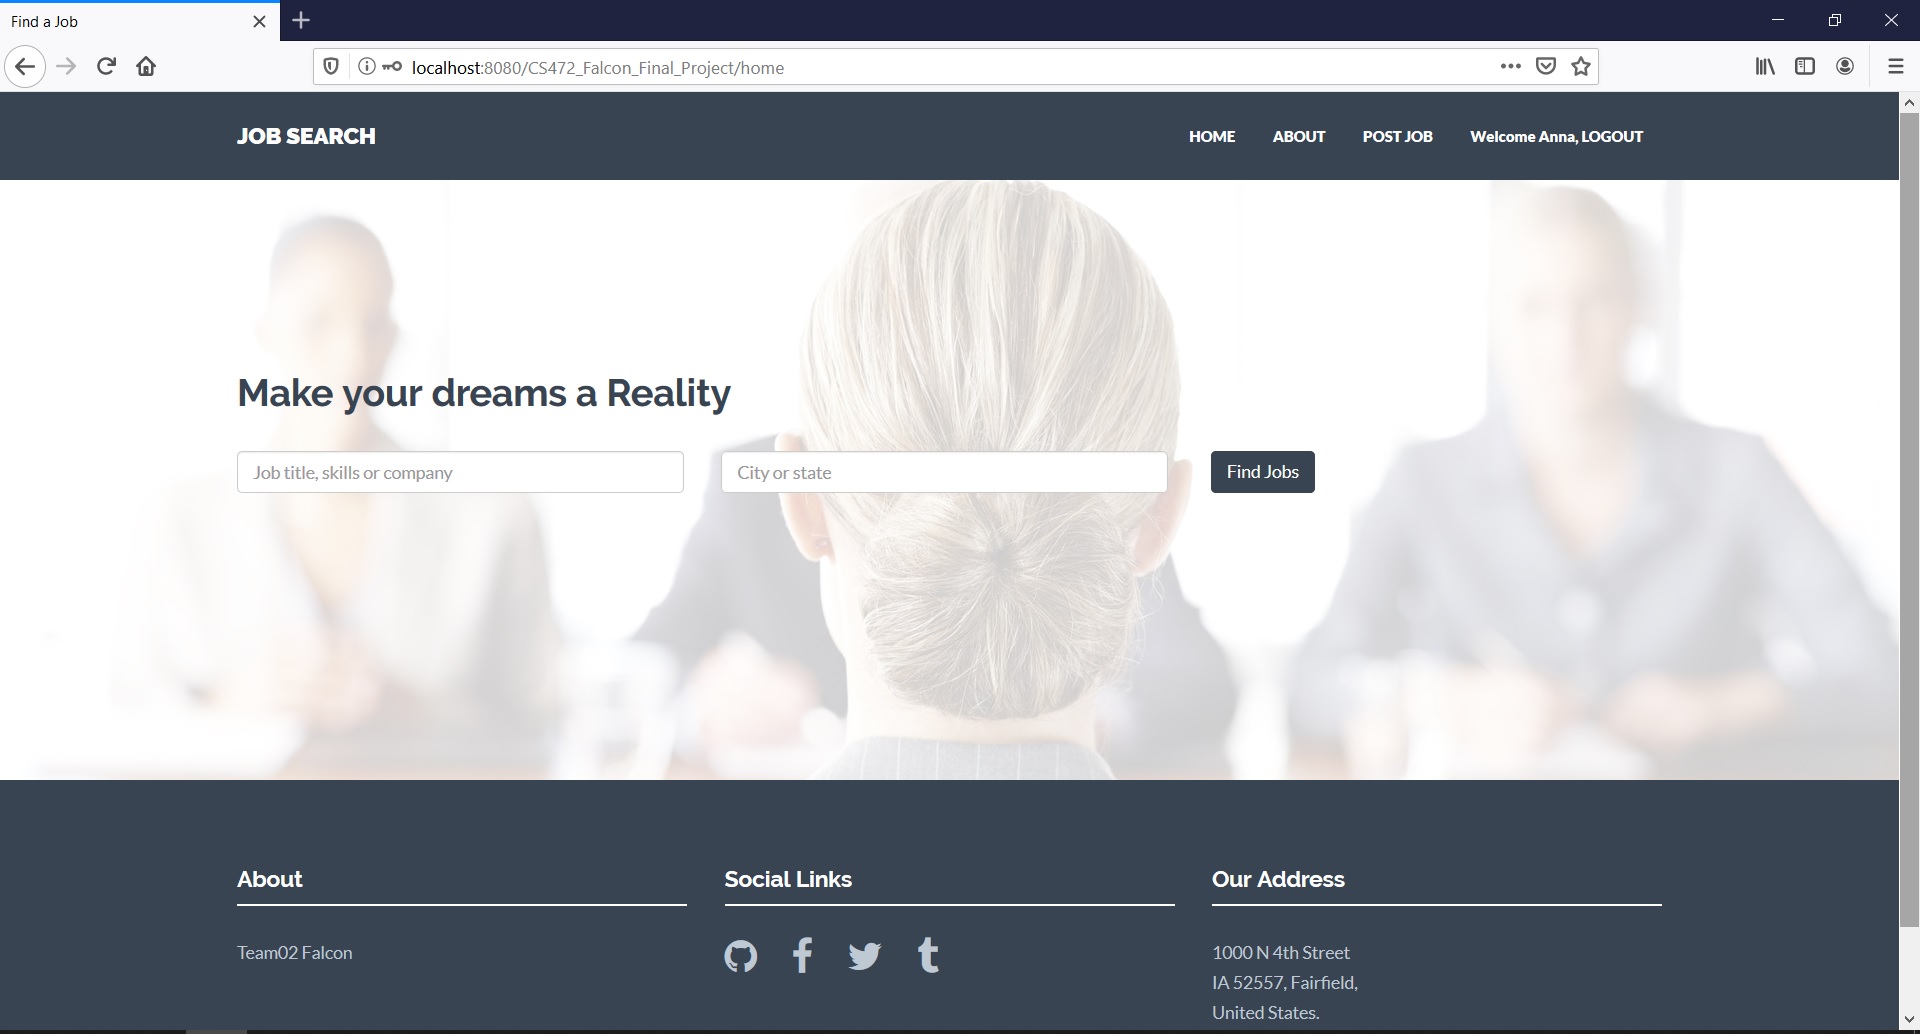 Find a Job
localhost:8080/CS472_Falcon_Final_Project/home
JOB SEARCH
HOME
ABOUT
POST JOB
Welcome Anna, LOGOUT
Make your dreams a Reality
Job title, skills or company
City or state
Find Jobs
About
Team02 Falcon
Social Links
Our Address
1000 N 4th Street
IA 52557, Fairfield,
United States.